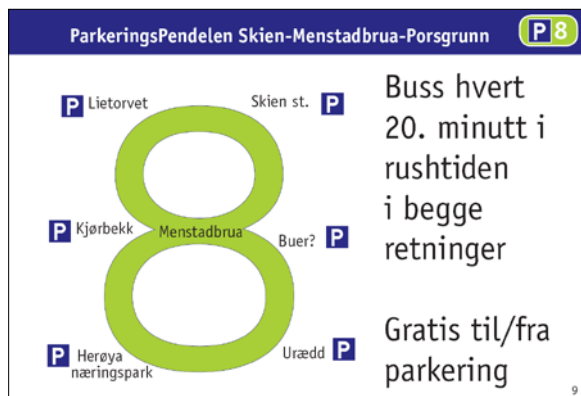 ParkeringsPendelen Skien-Menstadbrua-Porsgrunn
P 8
P Lietorvet
Skien st. P
P Kjørbekk
Menstadbrua
Buer? P
P Herøya
næringspark
Urædd P
Buss hvert
20. minutt i
rushtiden
i begge
retninger
Gratis til/fra
parkering
9